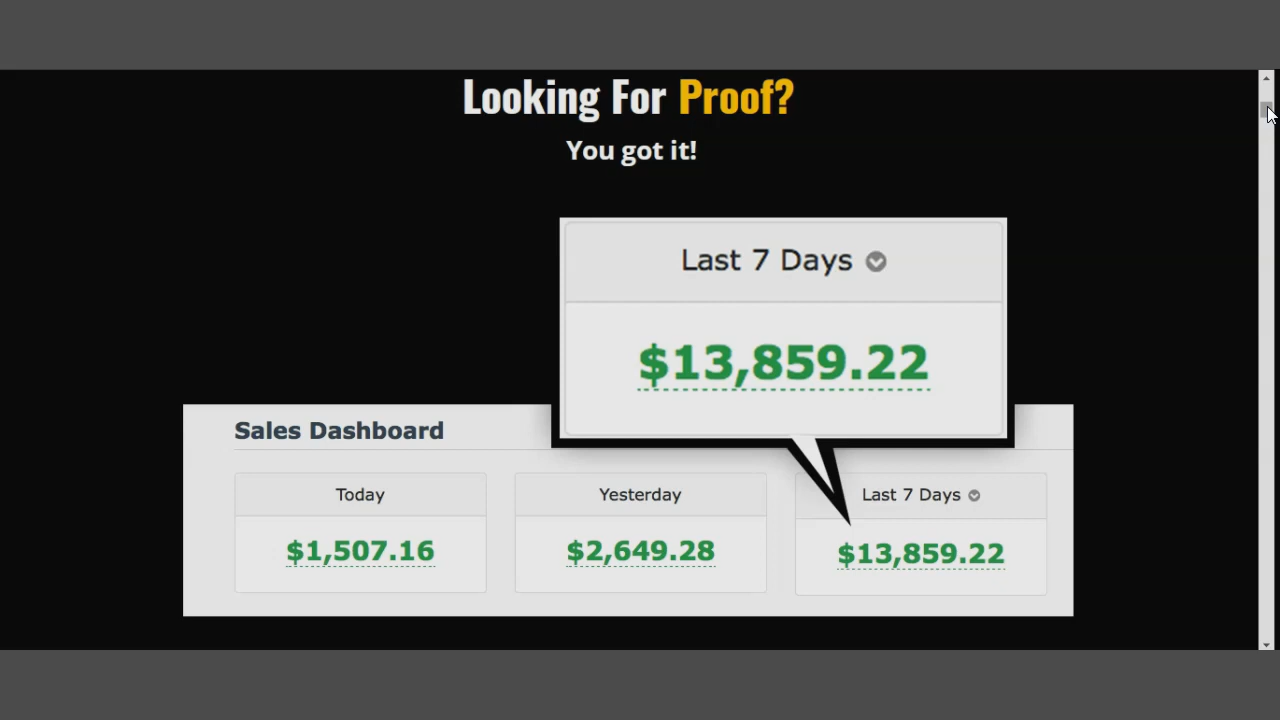 Looking For Proof?
You got it!
Last 7 Days
$13,859.22
Sales Dashboard
Today
Yesterday
Last 7 Days
$1,507.16
$2,649.28
$13,859.22